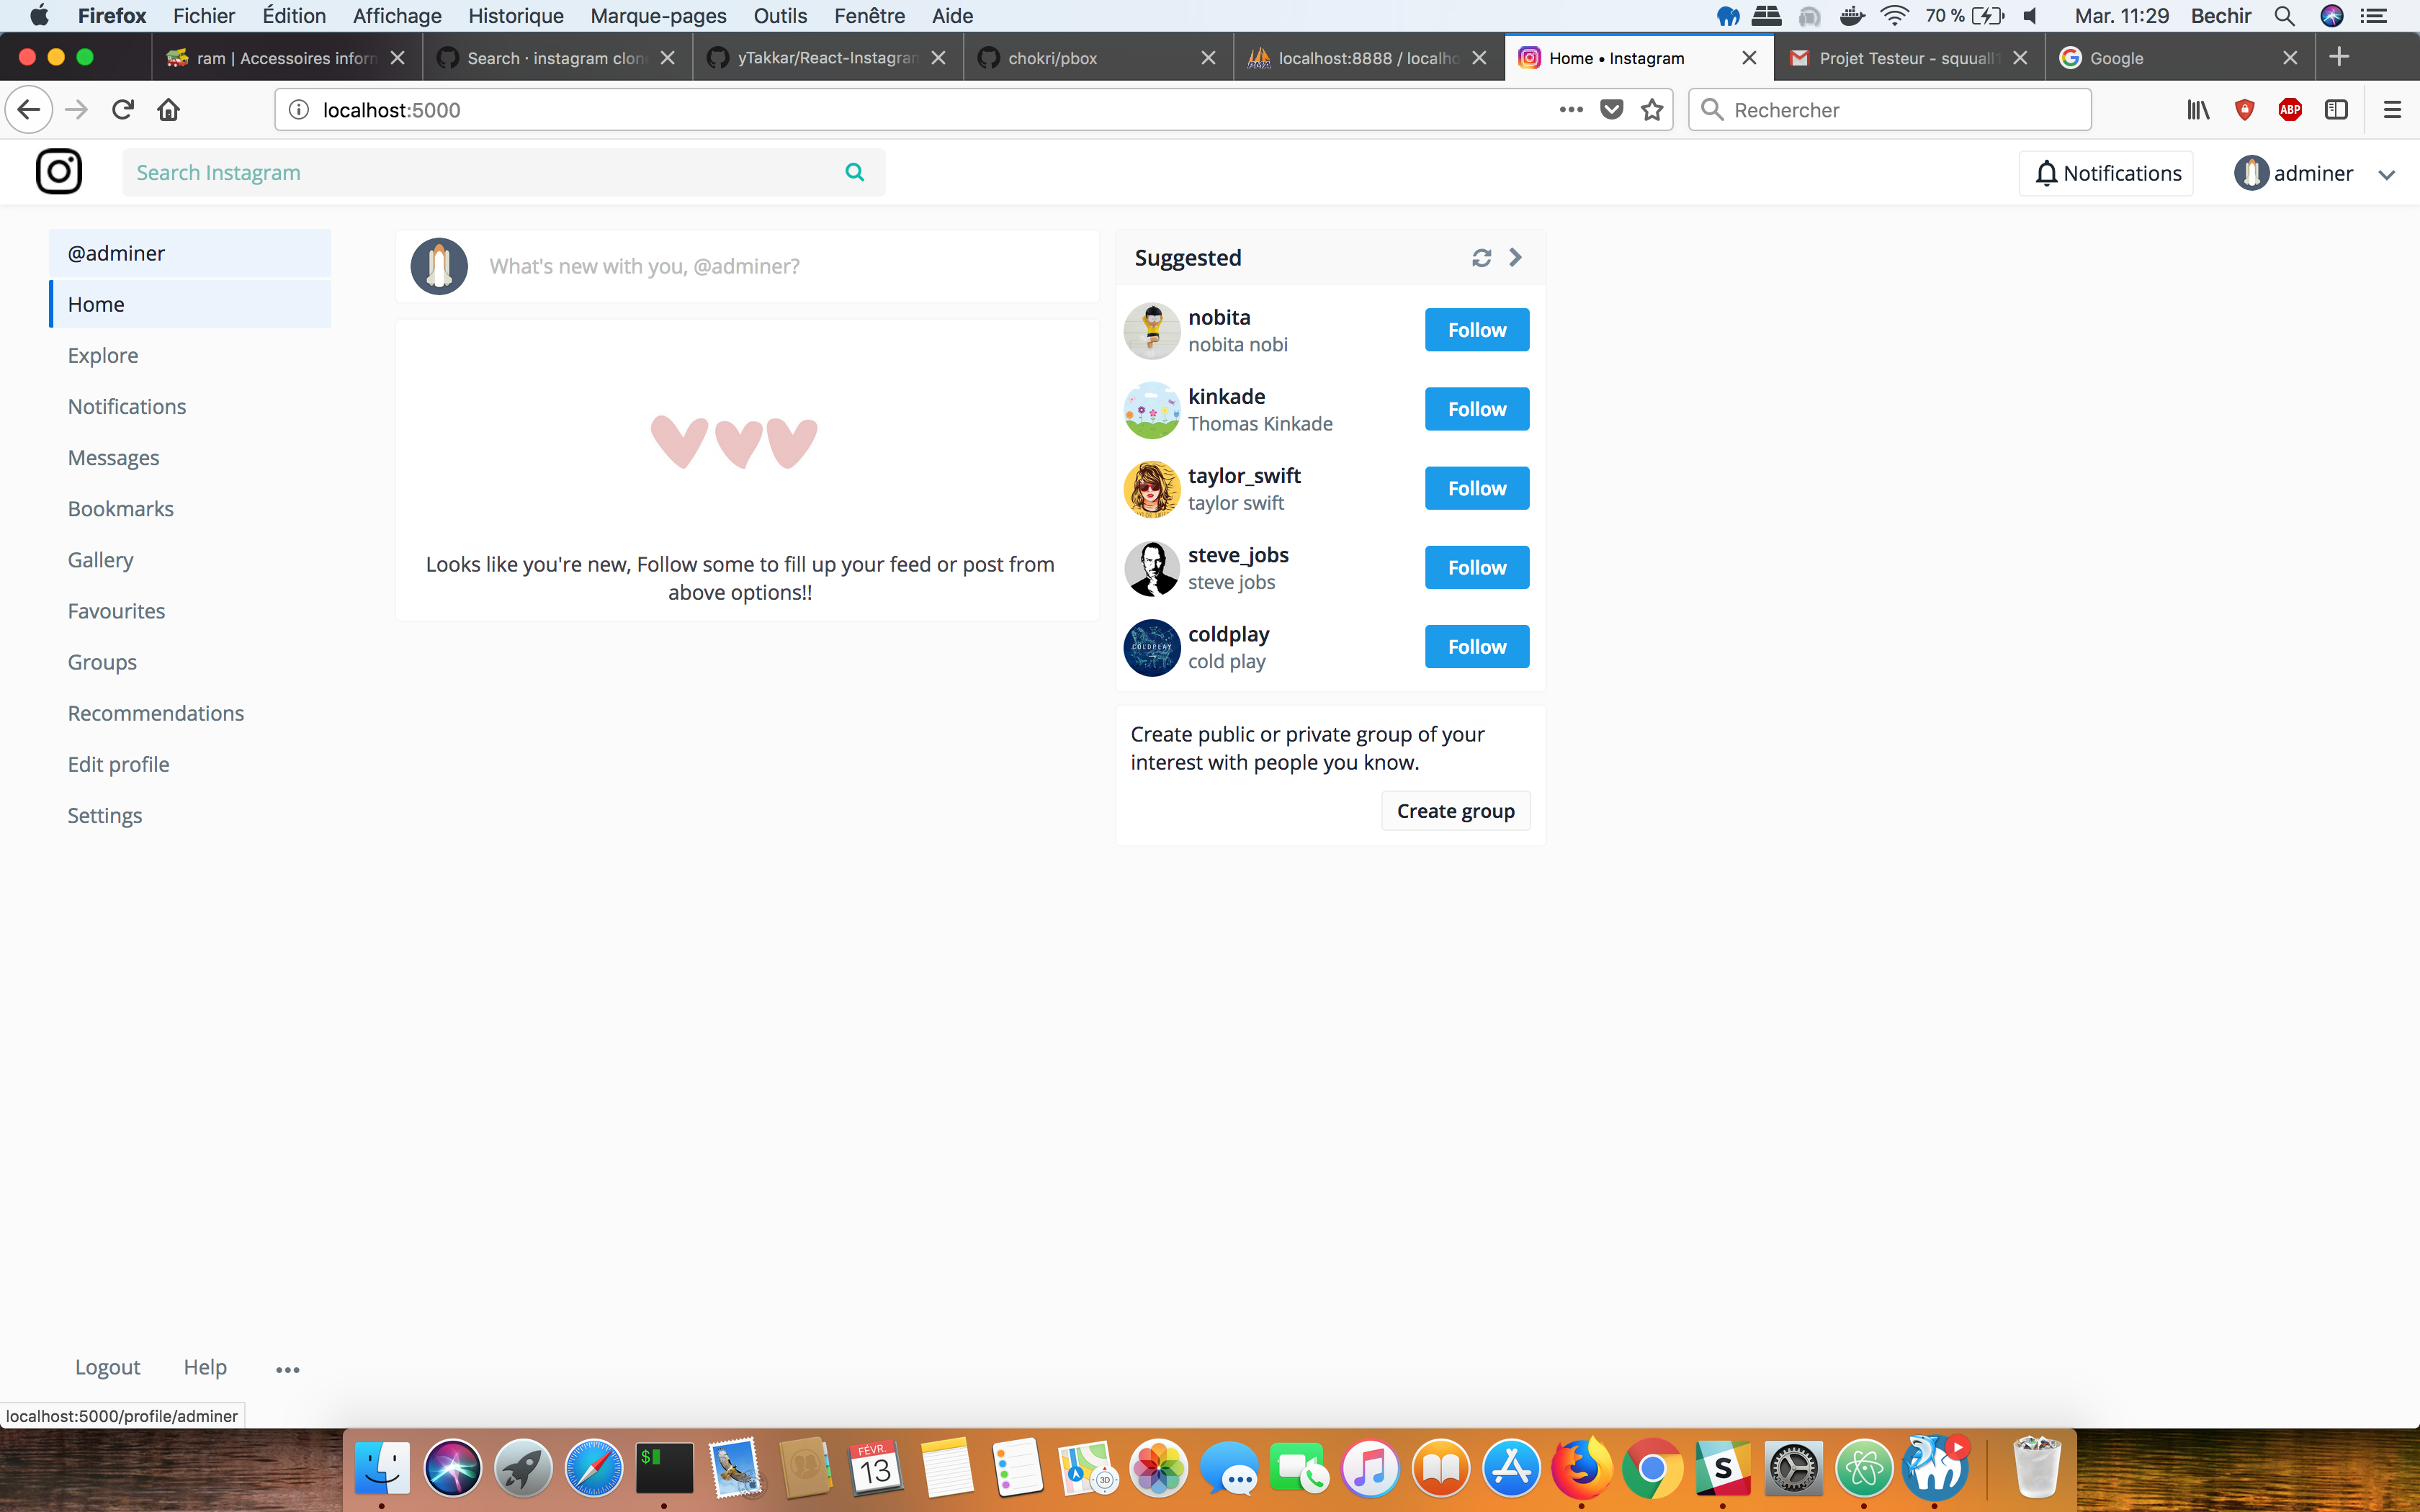 Firefox Fichier Édition Affichage Historique Marque-pages Outils Fenêtre Aide 70 % Mar. 11:29 Bechir
ram | Accessoires inforn Search · instagram clon yTakkar/React-Instagram chokri/pbox localhost:8888 / localho Home • Instagram Projet Testeur - squuall1 Google
localhost:5000 Rechercher ABP
Search Instagram Notifications adminer
@adminer
Home
Explore
Notifications
Messages
Bookmarks
Gallery
Favourites
Groups
Recommendations
Edit profile
Settings
What's new with you, @adminer?
Looks like you're new, Follow some to fill up your feed or post from
above options!!
Suggested
nobita
nobita nobi
Follow
kinkade
Thomas Kinkade
Follow
taylor_swift
taylor swift
Follow
steve_jobs
steve jobs
Follow
COLDPLAY
coldplay
cold play
Follow
Create public or private group of your
interest with people you know.
Create group
Logout Help
localhost:5000/profile/adminer
$
FÉVR.
13
3D
S